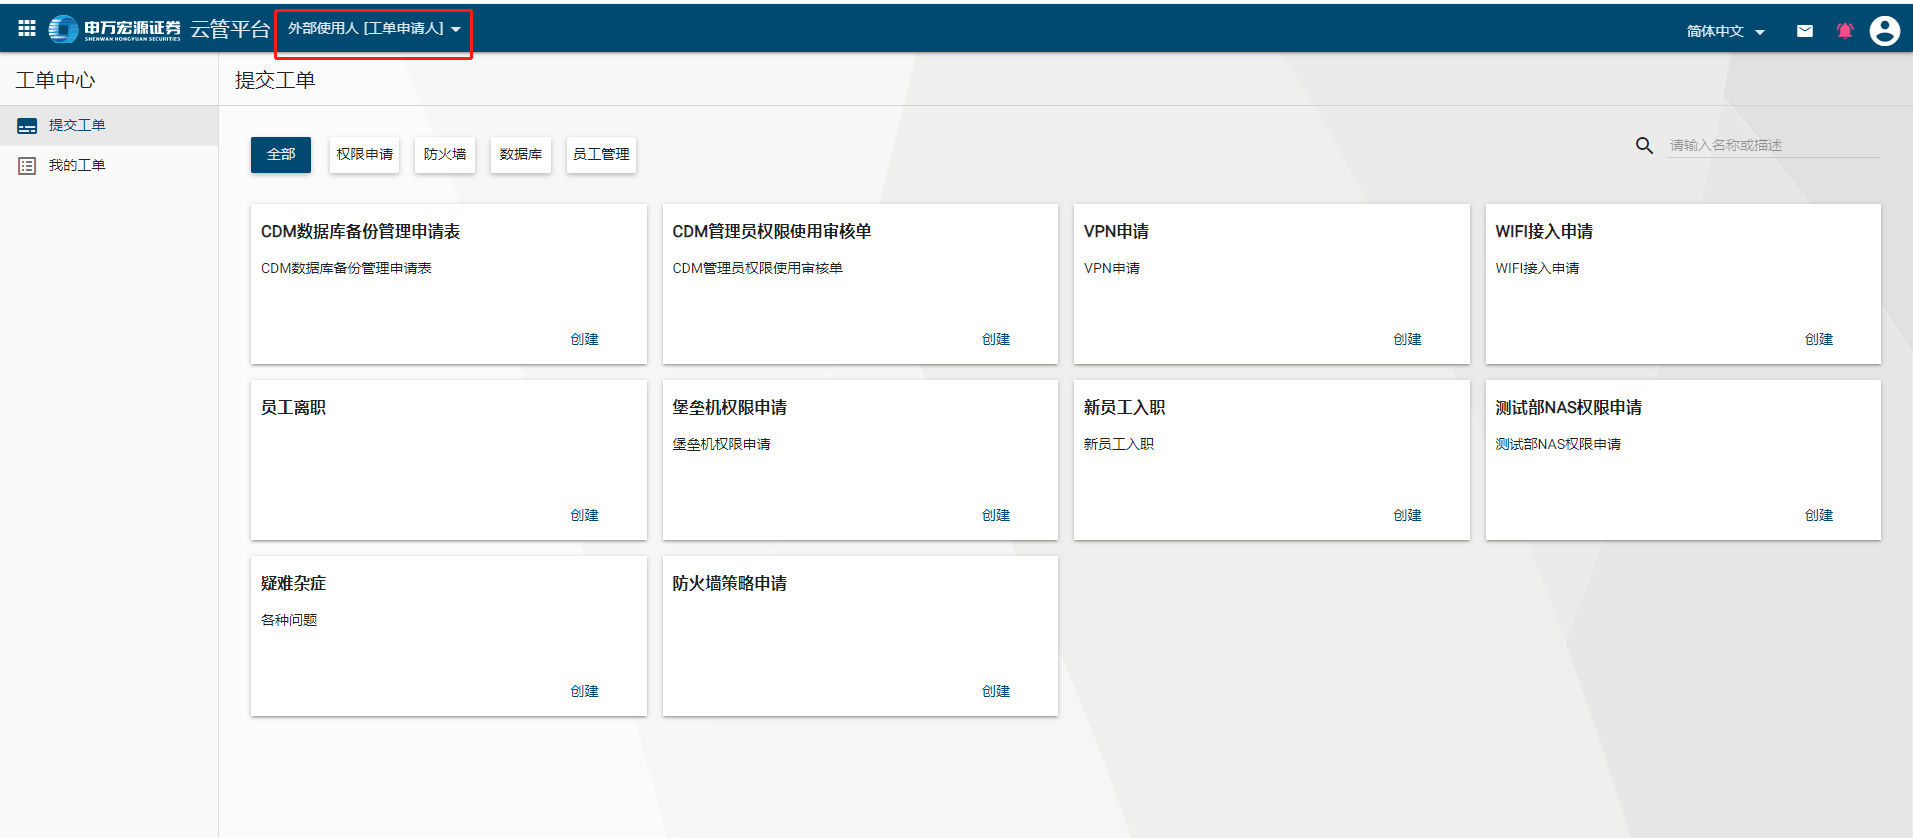 申万宏源证券 云管平台 外部使用人 [工单申请人] 简体中文
SHENWAN HONGYUAN SECURITIES
工单中心 提交工单
提交工单
我的工单
全部 权限申请 防火墙 数据库 员工管理 请输入名称或描述
CDM数据库备份管理申请表 CDM管理员权限使用审核单 VPN申请 WIFI接入申请
CDM数据库备份管理申请表 CDM管理员权限使用审核单 VPN申请 WIFI接入申请
创建 创建 创建 创建
员工离职 堡垒机权限申请 新员工入职 测试部NAS权限申请
堡垒机权限申请 新员工入职 测试部NAS权限申请
创建 创建 创建 创建
疑难杂症 防火墙策略申请
各种问题
创建 创建